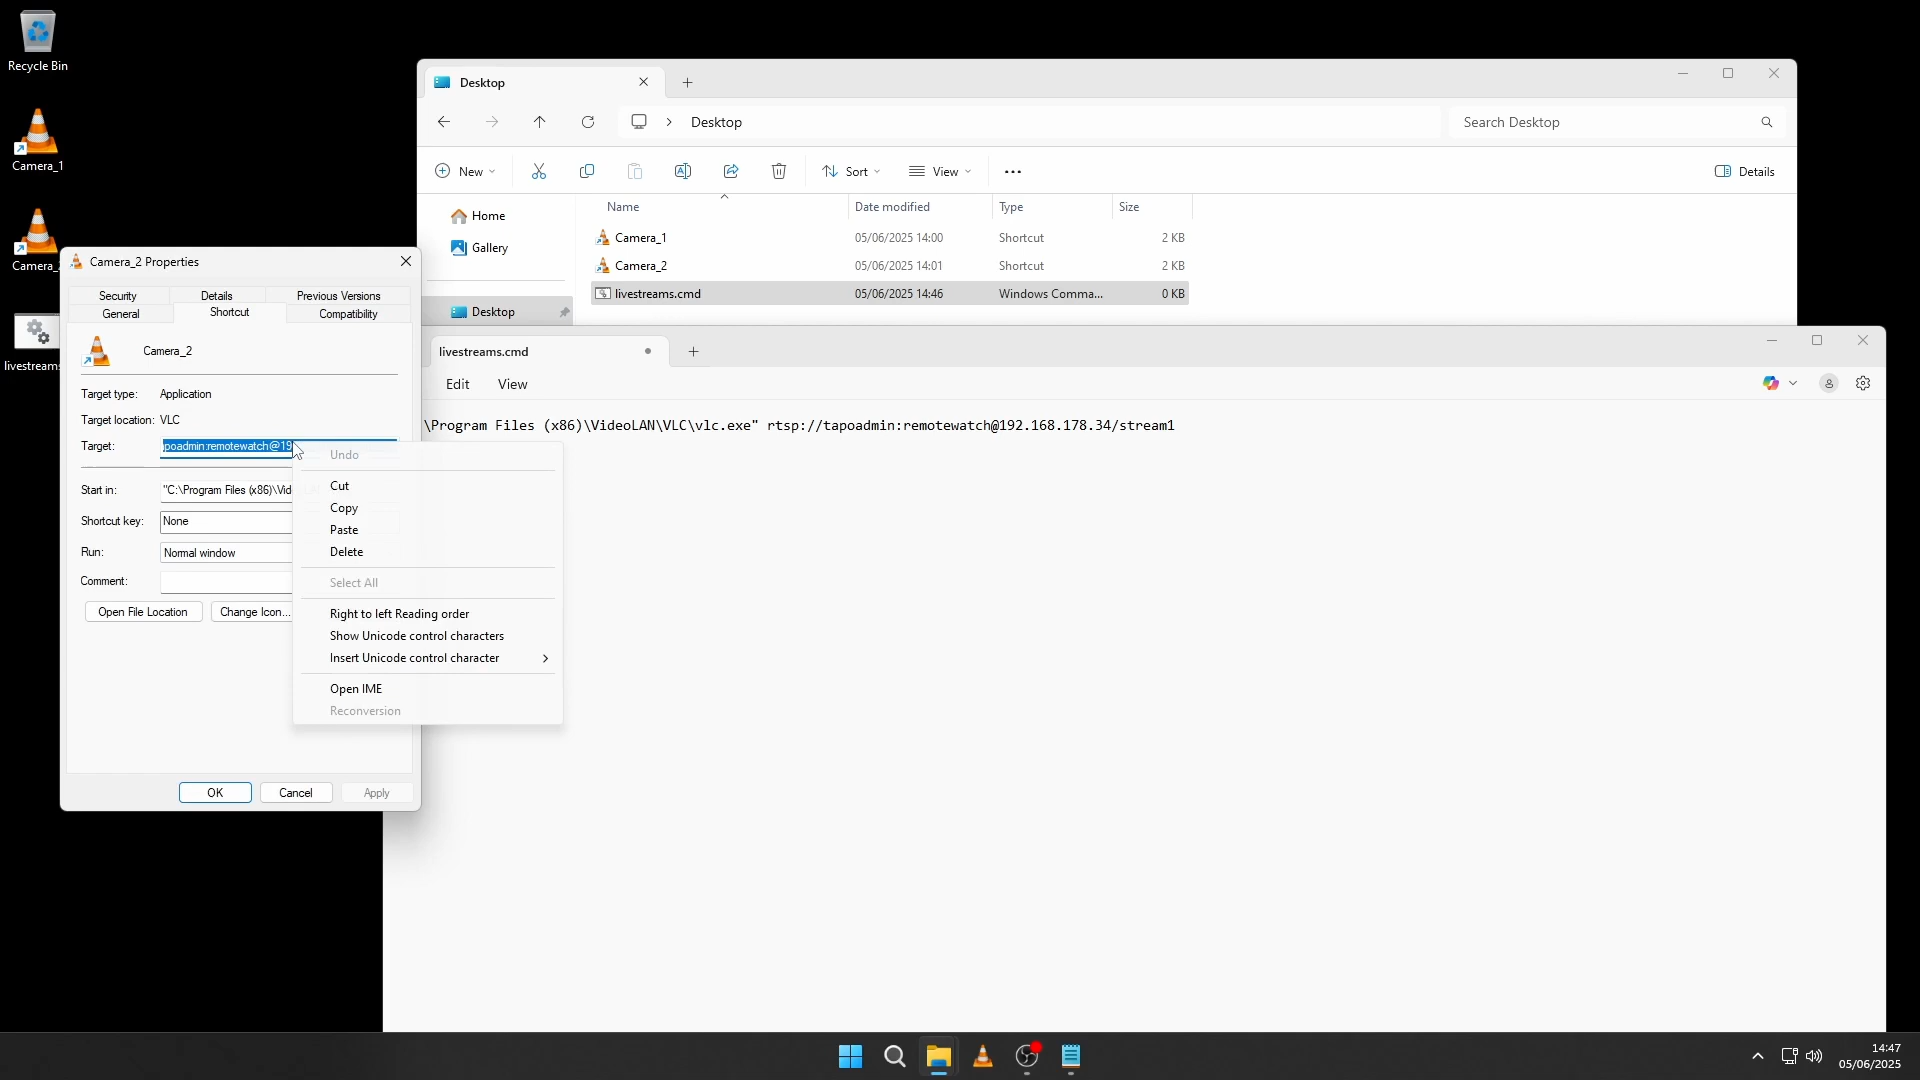 Recycle Bin
Camera_1
Camera_
livestreams
Desktop
Desktop
Search Desktop
New
Sort
View
Details
Name
Date modified
Type
Size
Home
Gallery
Desktop
Camera_1 05/06/2025 14:00 Shortcut 2 KB
Camera_2 05/06/2025 14:01 Shortcut 2 KB
livestreams.cmd 05/06/2025 14:46 Windows Comma... 0 KB
livestreams.cmd
Edit
View
\Program Files (x86)\VideoLAN\VLC\vlc.exe" rtsp://tapoadmin:remotewatch@192.168.178.34/stream1
Camera_2 Properties
Security
Details
Previous Versions
General
Shortcut
Compatibility
Camera_2
Target type: Application
Target location: VLC
Target: poadmin:remotewatch@19
Start in: "C:\Program Files (x86)\Vid
Shortcut key: None
Run: Normal window
Comment:
Open File Location
Change Icon...
OK
Cancel
Apply
Undo
Cut
Copy
Paste
Delete
Select All
Right to left Reading order
Show Unicode control characters
Insert Unicode control character
Open IME
Reconversion
14:47
05/06/2025